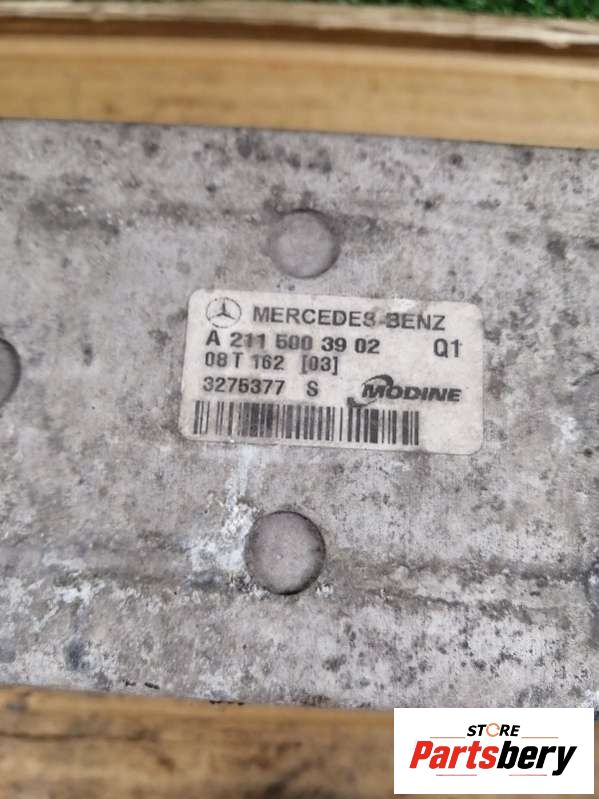 MERCEDES-BENZ
A 211 500 39 02 Q1
08 T 162 [03]
3275377 S MODINE
STORE
Partsbery